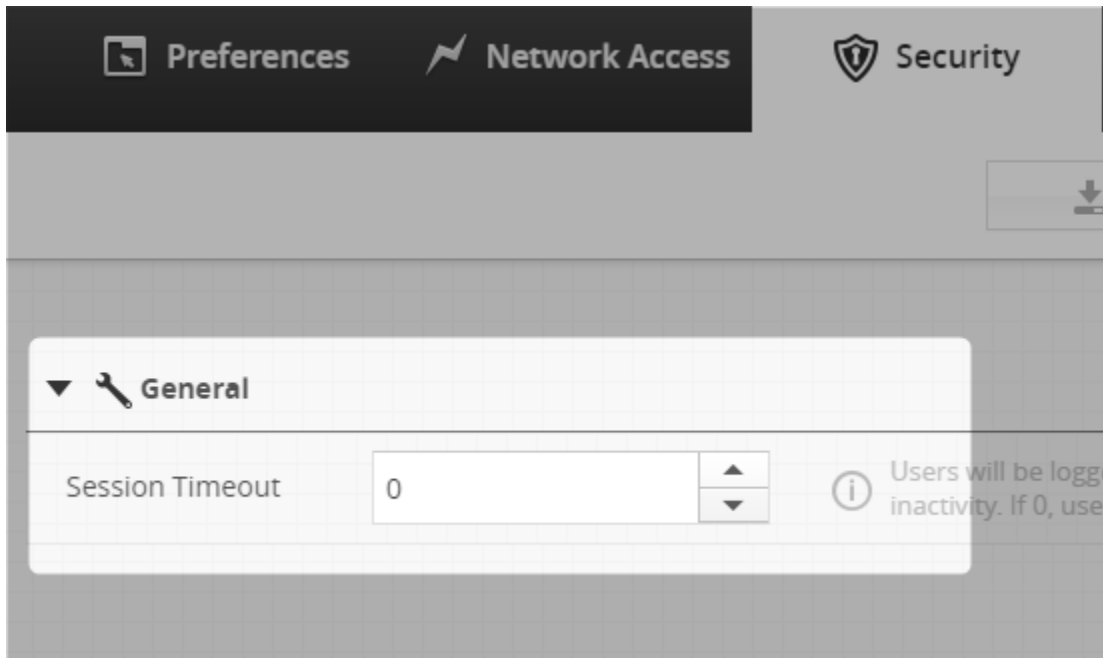 Preferences
Network Access
Security
General
Session Timeout
0
Users will be logg
inactivity. If 0, use